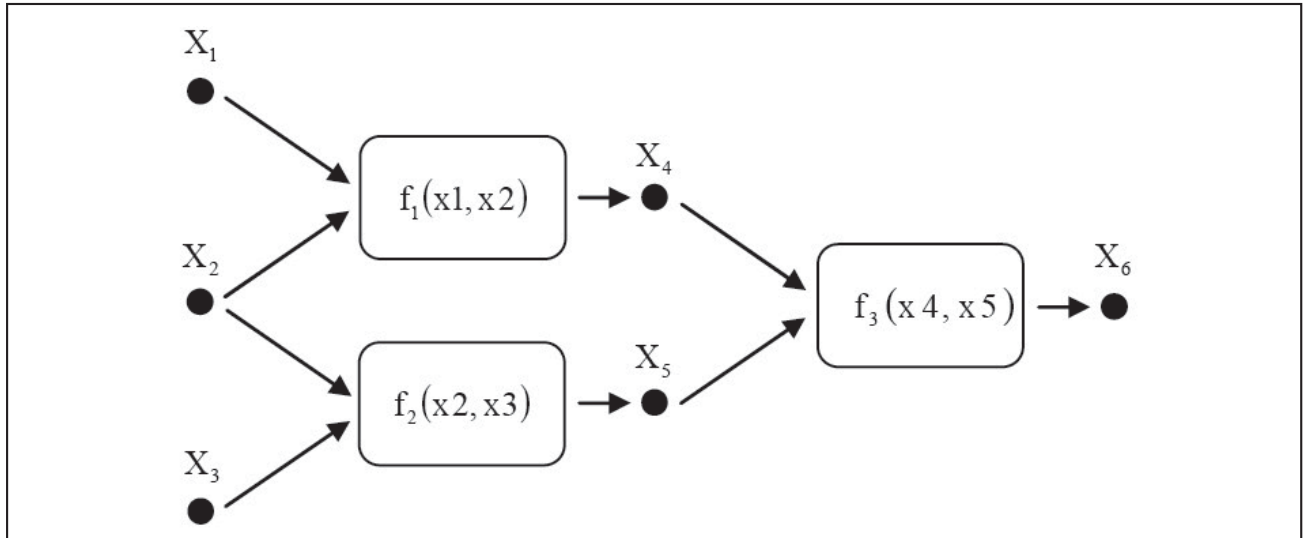 X₁
f₁(x1, x2)
X₄
X₂
f₃(x 4, x 5)
X₆
f₂(x2, x3)
X₅
X₃